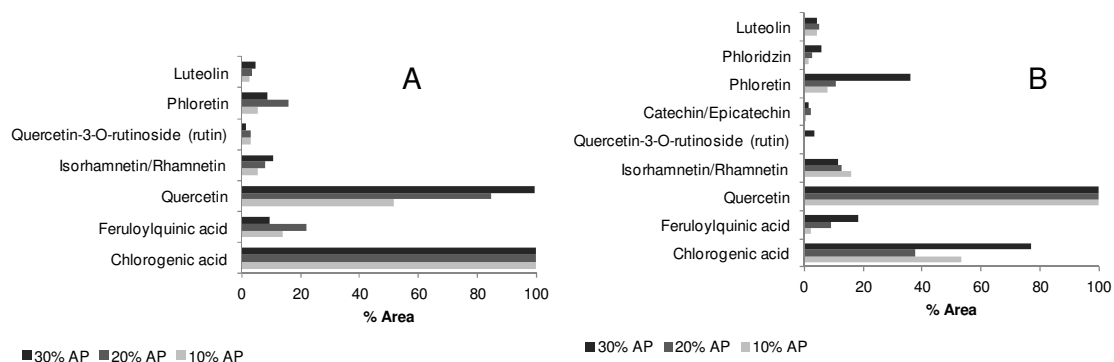 A
Luteolin
Phloretin
Quercetin-3-O-rutinoside (rutin)
Isorhamnetin/Rhamnetin
Quercetin
Feruloylquinic acid
Chlorogenic acid
0 20 40 60 80 100
% Area
30% AP 20% AP 10% AP
B
Luteolin
Phloridzin
Phloretin
Catechin/Epicatechin
Quercetin-3-O-rutinoside (rutin)
Isorhamnetin/Rhamnetin
Quercetin
Feruloylquinic acid
Chlorogenic acid
0 20 40 60 80 100
% Area
30% AP 20% AP 10% AP